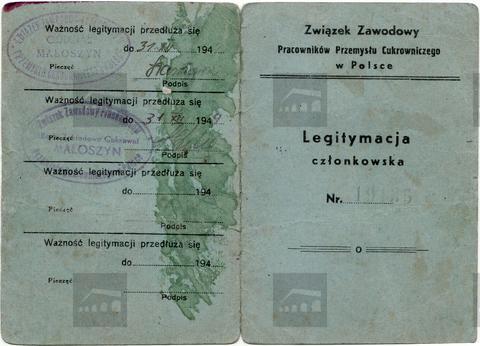 Ważność legitymacji przedłuża się
do 31.XII 194
Pieczęć
Podpis
Ważność legitymacji przedłuża się
do 31 XII 1949
Pieczęć
MAŁOSZYN
Podpis
Ważność legitymacji przedłuża się
do 194
Pieczęć
Podpis
Ważność legitymacji przedłuża się
do 194
Pieczęć
Podpis
Związek Zawodowy
Pracowników Przemysłu Cukrowniczego
w Polsce
Legitymacja
członkowska
Nr.
o